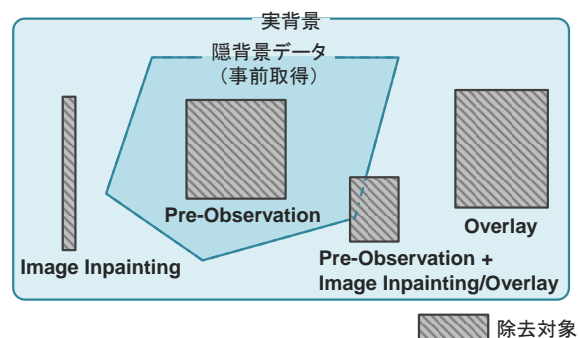 実背景
隠背景データ
（事前取得）
Pre-Observation
Image Inpainting
Overlay
Pre-Observation +
Image Inpainting/Overlay
除去対象